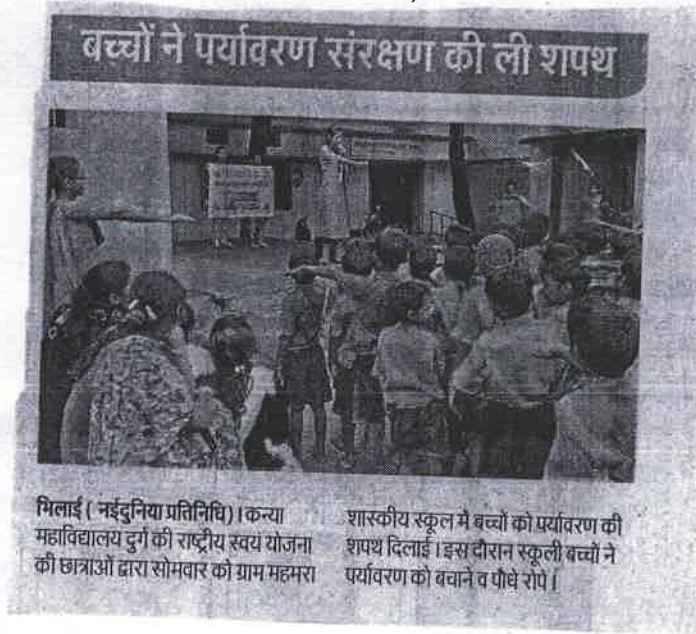 बच्चों ने पर्यावरण संरक्षण की ली शपथ
भिलाई ( नईदुनिया प्रतिनिधि) । कन्या
महाविद्यालय दुर्ग की राष्ट्रीय स्वयं योजना
की छात्राओं द्वारा सोमवार को ग्राम महमरा
शास्कीय स्कूल मे बच्चों को पर्यावरण की
शपथ दिलाई । इस दौरान स्कूली बच्चों ने
पर्यावरण को बचाने व पौधे रोपे ।